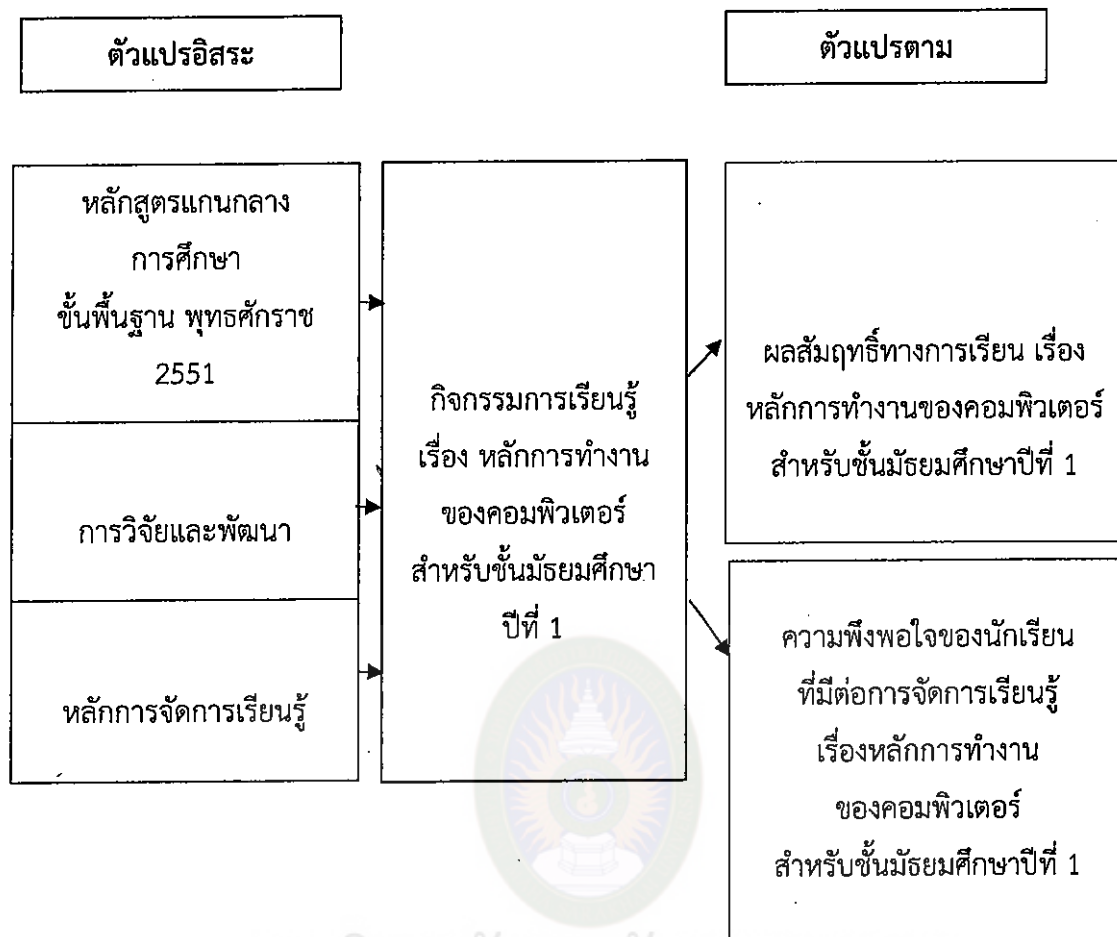 ตัวแปรอิสระ
ตัวแปรตาม
หลักสูตรแกนกลาง
การศึกษา
ขั้นพื้นฐาน พุทธศักราช
2551
การวิจัยและพัฒนา
หลักการจัดการเรียนรู้
กิจกรรมการเรียนรู้
เรื่อง หลักการทำงาน
ของคอมพิวเตอร์
สำหรับชั้นมัธยมศึกษา
ปีที่ 1
ผลสัมฤทธิ์ทางการเรียน เรื่อง
หลักการทำงานของคอมพิวเตอร์
สำหรับชั้นมัธยมศึกษาปีที่ 1
ความพึงพอใจของนักเรียน
ที่มีต่อการจัดการเรียนรู้
เรื่องหลักการทำงาน
ของคอมพิวเตอร์
สำหรับชั้นมัธยมศึกษาปีที่ 1